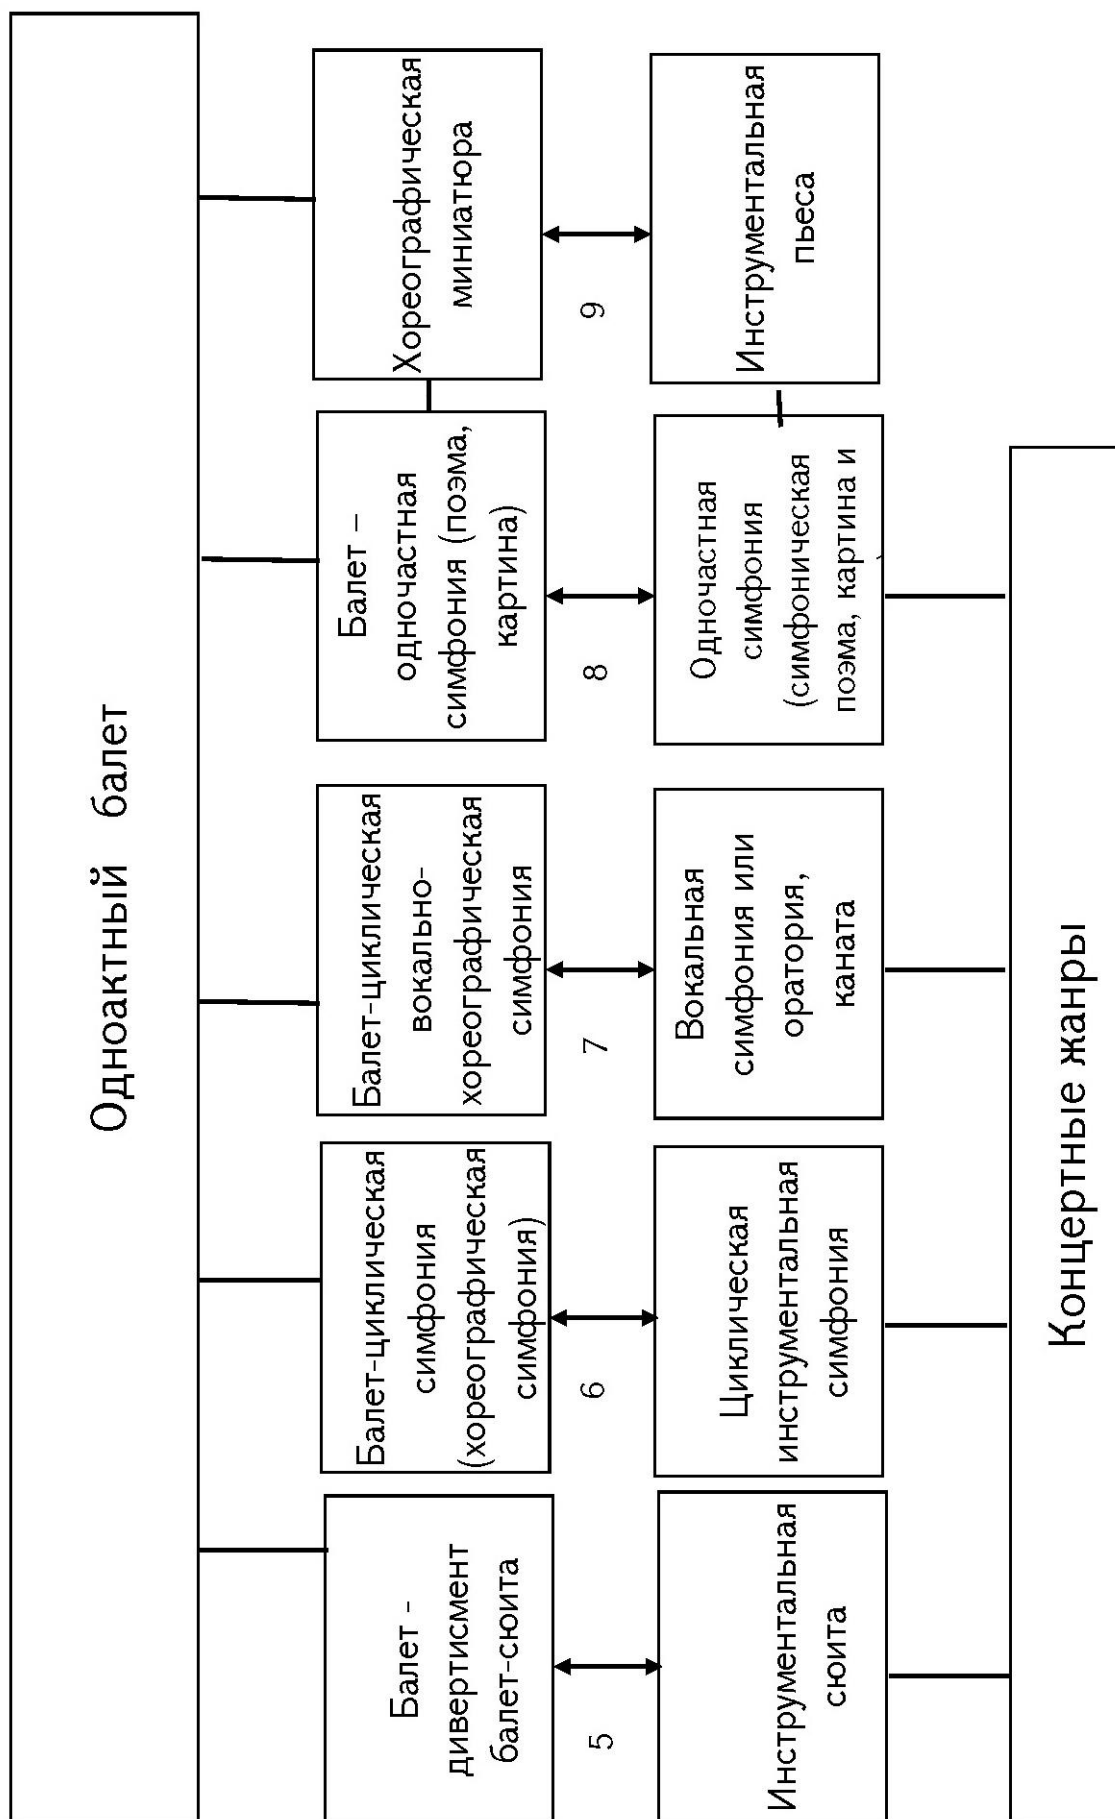 Одноактный балет
Балет -
дивертисмент
балет-сюита
Балет-циклическая
симфония
(хореографическая
симфония)
Балет-циклическая
вокально-
хореографическая
симфония
Балет –
одночастная
симфония (поэма,
картина)
Хореографическая
миниатюра
5
6
7
8
9
Инструментальная
сюита
Циклическая
инструментальная
симфония
Вокальная
симфония или
оратория,
каната
Одночастная
симфония
(симфоническая
поэма, картина и
Инструментальная
пьеса
Концертные жанры